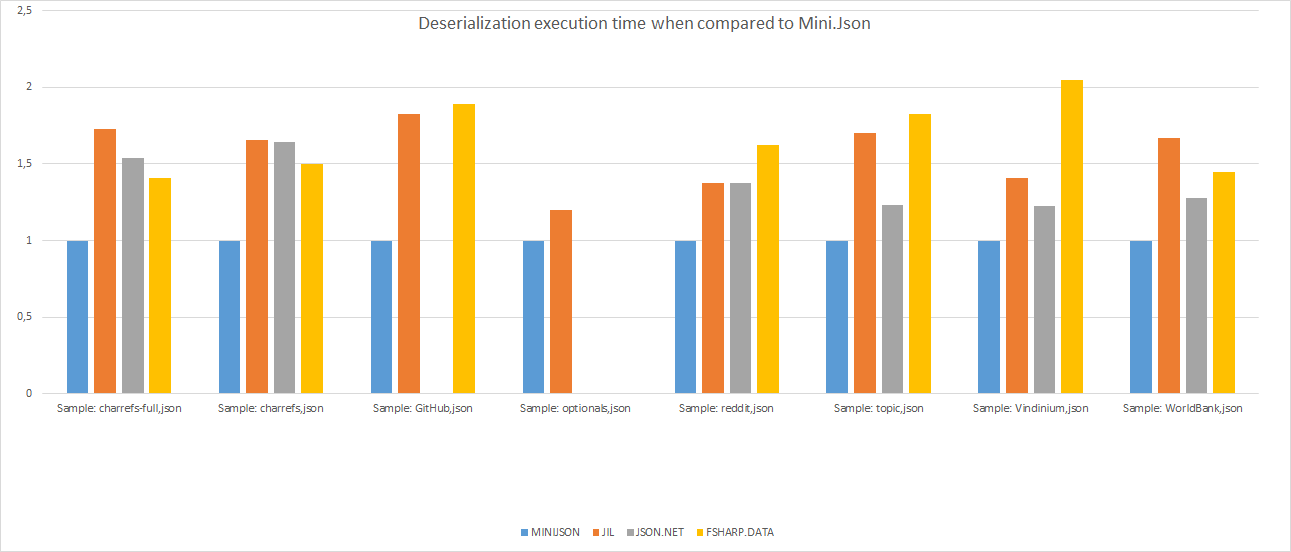 Deserialization execution time when compared to Mini.Json
2,5
2
1,5
1
0,5
0
Sample: charrefs-full,json
Sample: charrefs,json
Sample: GitHub,json
Sample: optionals,json
Sample: reddit,json
Sample: topic,json
Sample: Vindinium,json
Sample: WorldBank,json
MINIJSON
JIL
JSON.NET
FSHARP.DATA